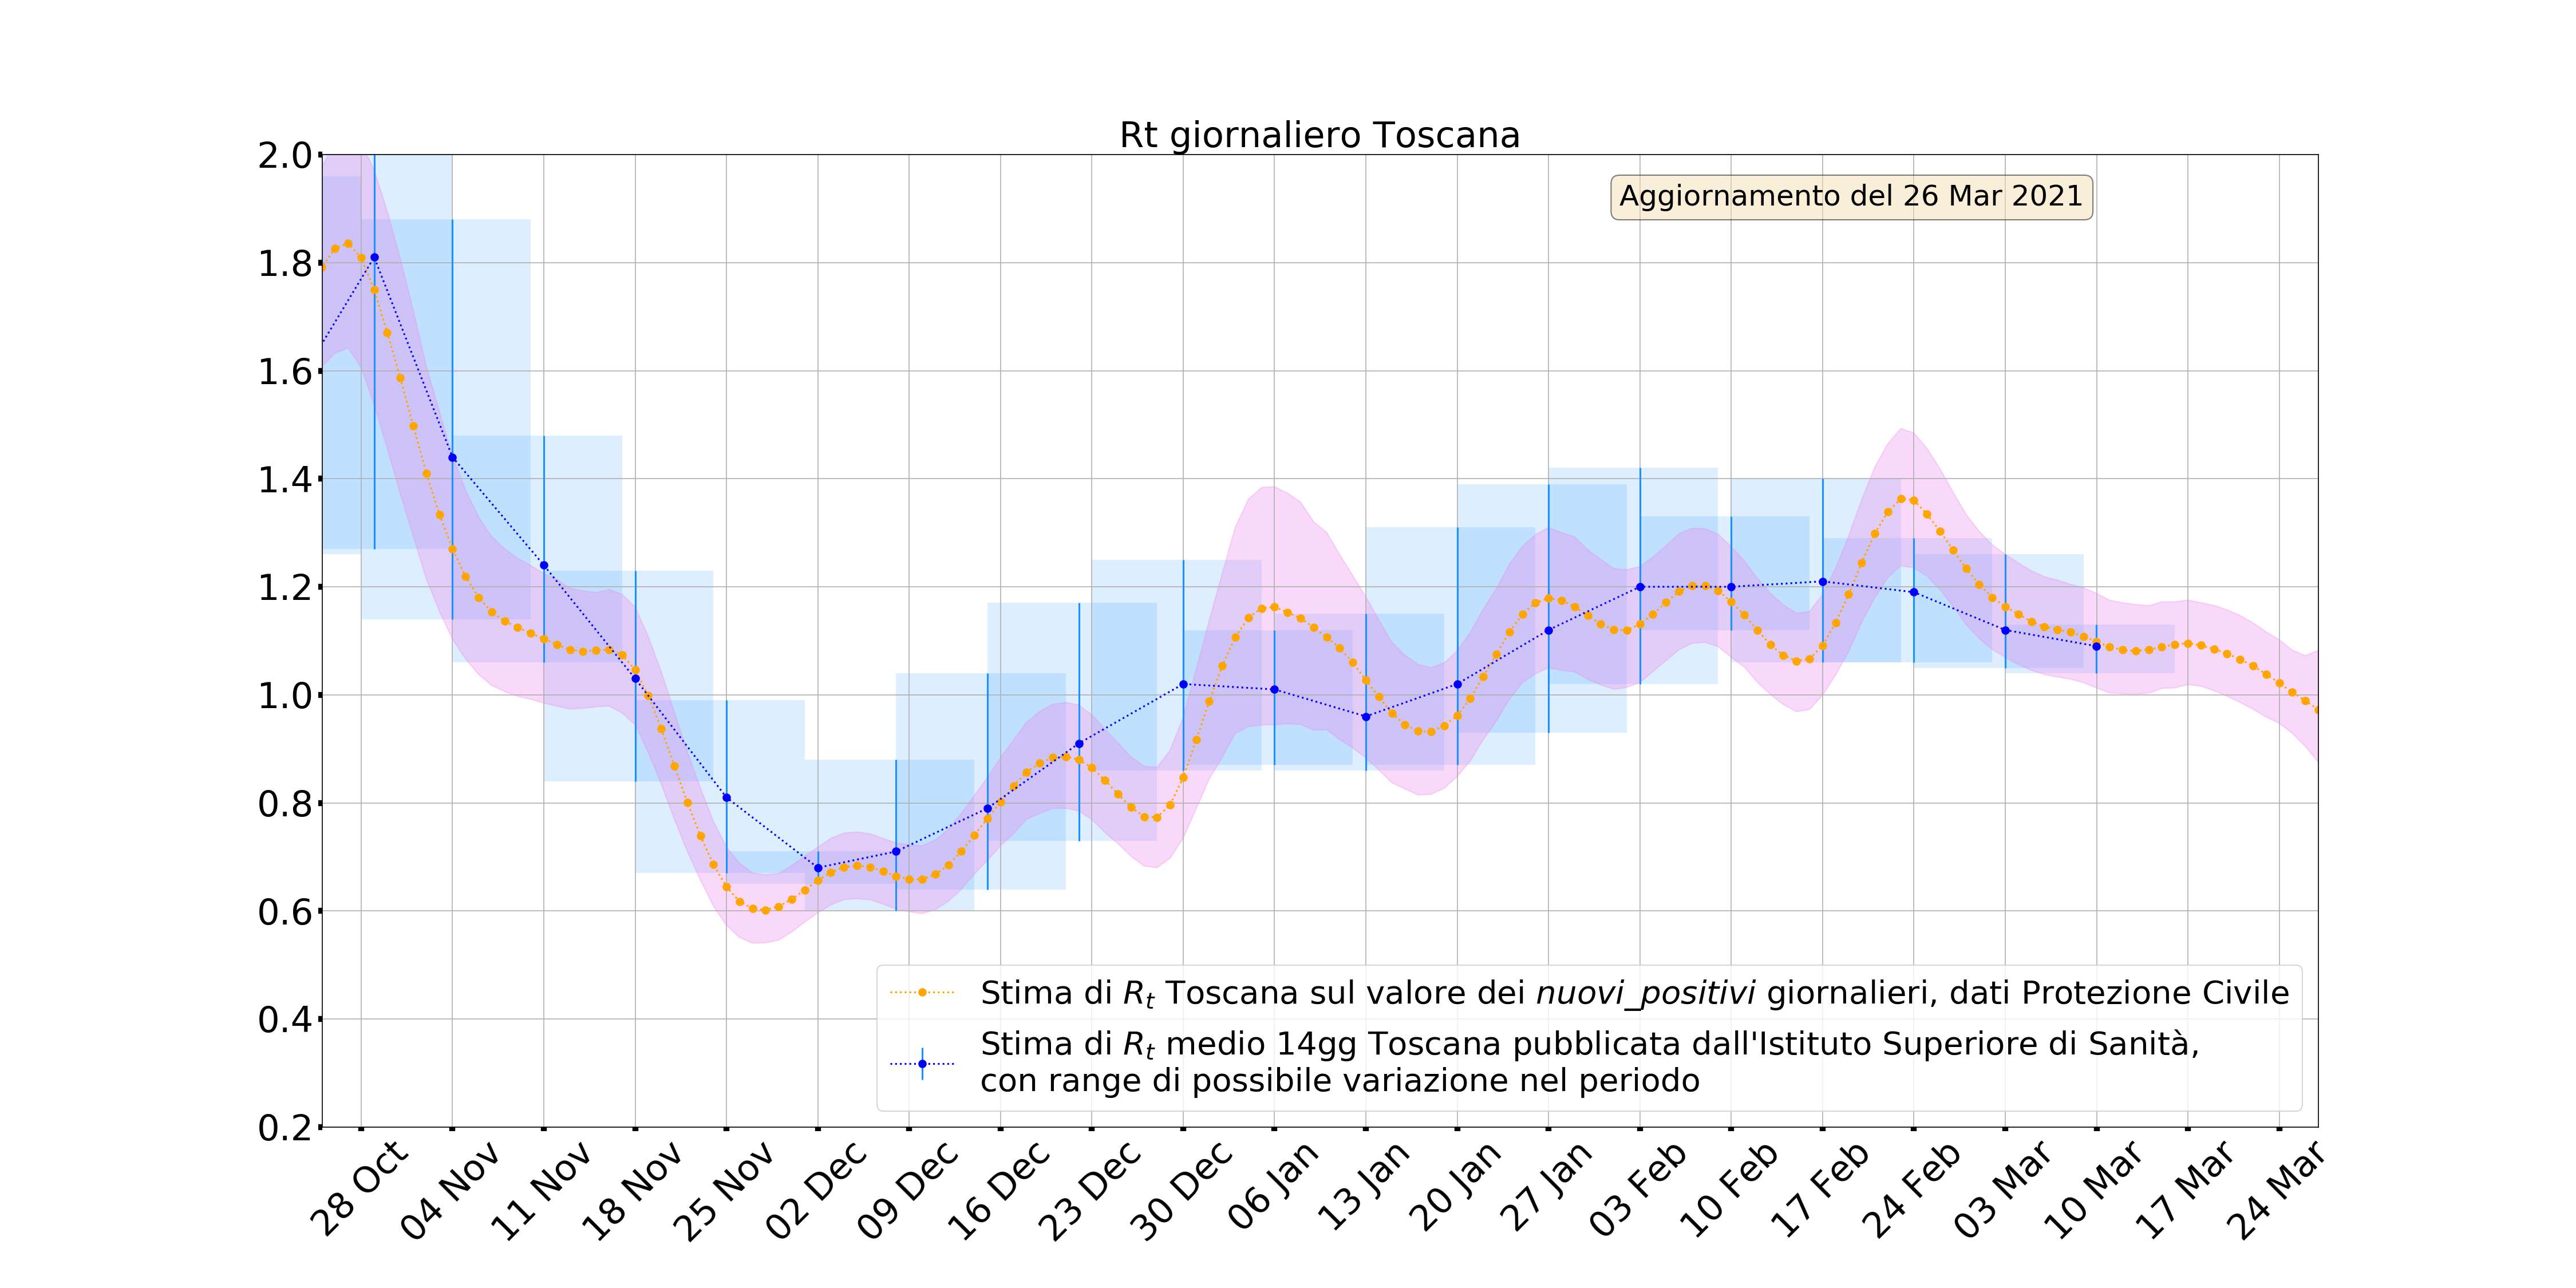 Rt giornaliero Toscana
Aggiornamento del 26 Mar 2021
2.0
1.8
1.6
1.4
1.2
1.0
0.8
0.6
0.4
0.2
Stima di Rt Toscana sul valore dei nuovi_positivi giornalieri, dati Protezione Civile
Stima di Rt medio 14gg Toscana pubblicata dall'Istituto Superiore di Sanità,
con range di possibile variazione nel periodo
28 Oct
04 Nov
11 Nov
18 Nov
25 Nov
02 Dec
09 Dec
16 Dec
23 Dec
30 Dec
06 Jan
13 Jan
20 Jan
27 Jan
03 Feb
10 Feb
17 Feb
24 Feb
03 Mar
10 Mar
17 Mar
24 Mar